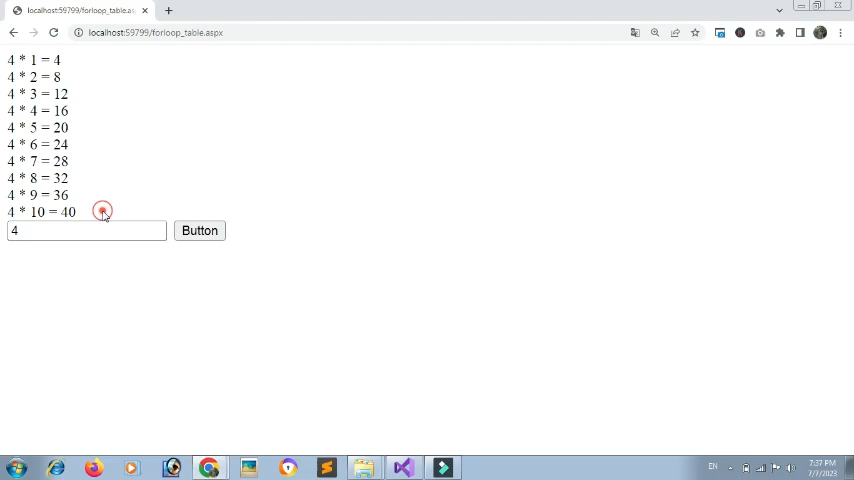 localhost:59799/forloop_table.as
localhost:59799/forloop_table.aspx
4 * 1 = 4
4 * 2 = 8
4 * 3 = 12
4 * 4 = 16
4 * 5 = 20
4 * 6 = 24
4 * 7 = 28
4 * 8 = 32
4 * 9 = 36
4 * 10 = 40
4 Button
EN 7:37 PM
7/7/2023